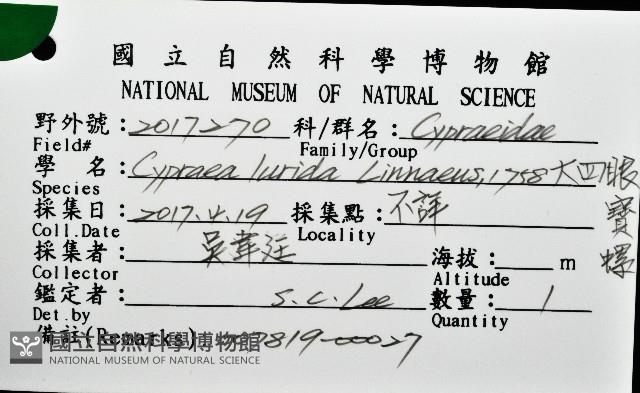 國立自然科學博物館
NATIONAL MUSEUM OF NATURAL SCIENCE
野外號：2017270 科/群名：Cypraeidae
Field# Family/Group
學 名：Cypraea lurida Linnaeus, 1758 大四眼寶螺
Species
採集日：2017.4.19 採集點：不詳
Coll.Date Locality
採集者：吳韋廷 海拔： m
Collector Altitude
鑑定者： S.C. Lee 數量： 1
Det.by Quantity
備註(Remarks) 7819-00027
國立自然科學博物館
NATIONAL MUSEUM OF NATURAL SCIENCE